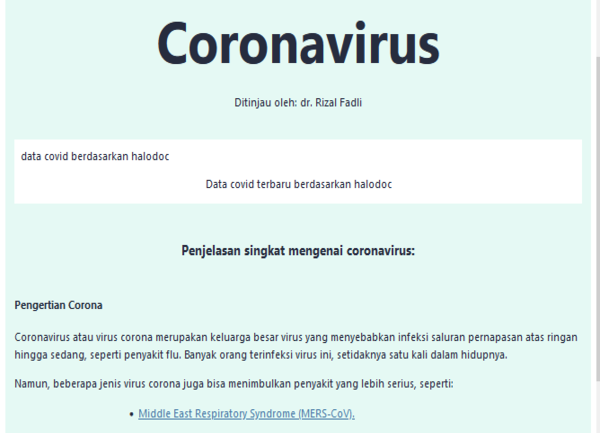 Coronavirus
Ditinjau oleh: dr. Rizal Fadli
data covid berdasarkan halodoc
Data covid terbaru berdasarkan halodoc
Penjelasan singkat mengenai coronavirus:
Pengertian Corona
Coronavirus atau virus corona merupakan keluarga besar virus yang menyebabkan infeksi saluran pernapasan atas ringan
hingga sedang, seperti penyakit flu. Banyak orang terinfeksi virus ini, setidaknya satu kali dalam hidupnya.
Namun, beberapa jenis virus corona juga bisa menimbulkan penyakit yang lebih serius, seperti:
• Middle East Respiratory Syndrome (MERS-CoV).